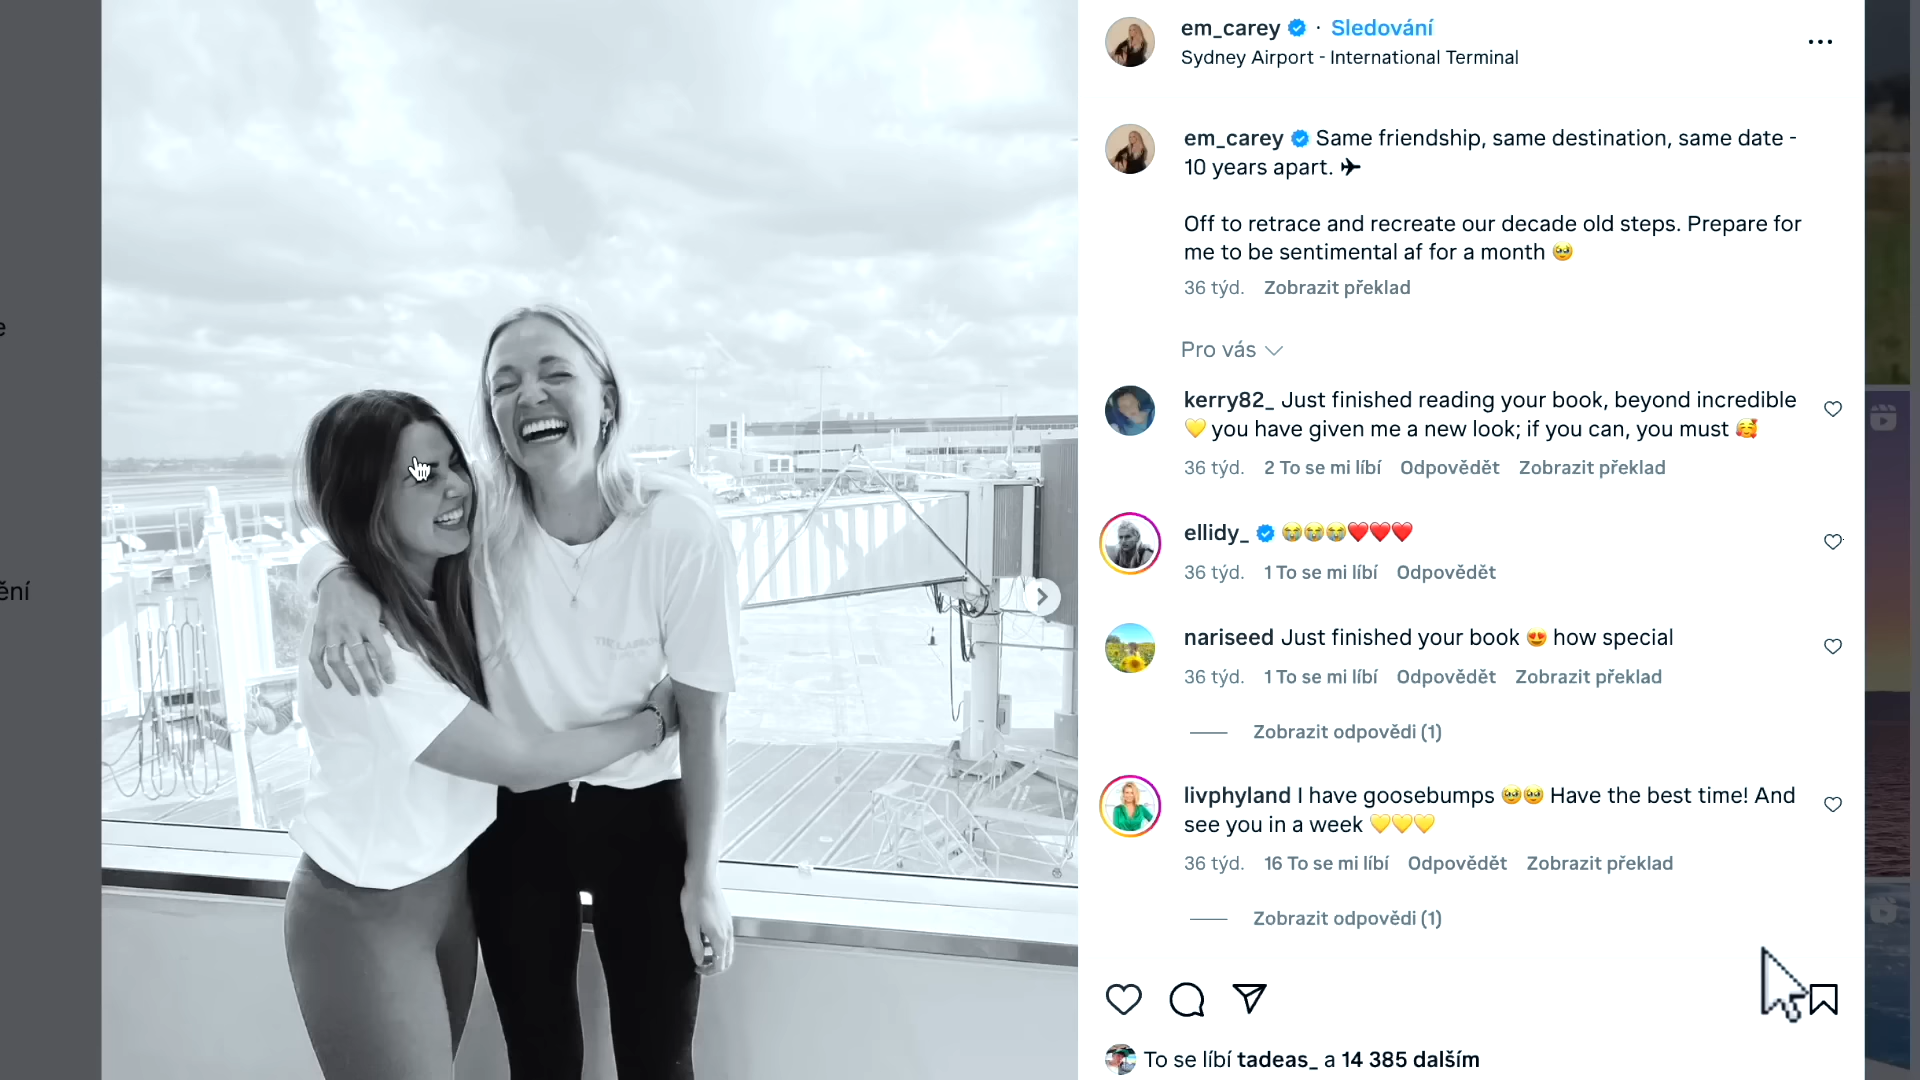 em_carey · Sledování
Sydney Airport - International Terminal
em_carey Same friendship, same destination, same date -
10 years apart. ✈
Off to retrace and recreate our decade old steps. Prepare for
me to be sentimental af for a month 🥹
36 týd. Zobrazit překlad
Pro vás
kerry82_ Just finished reading your book, beyond incredible
💛 you have given me a new look; if you can, you must 🥰
36 týd. 2 To se mi líbí Odpovědět Zobrazit překlad
ellidy_ 😭😭😭❤️❤️❤️
36 týd. 1 To se mi líbí Odpovědět
nariseed Just finished your book 😍 how special
36 týd. 1 To se mi líbí Odpovědět Zobrazit překlad
Zobrazit odpovědi (1)
livphyland I have goosebumps 🥹🥹 Have the best time! And
see you in a week 💛💛💛
36 týd. 16 To se mi líbí Odpovědět Zobrazit překlad
Zobrazit odpovědi (1)
To se líbí tadeas_ a 14 385 dalším
e
ění